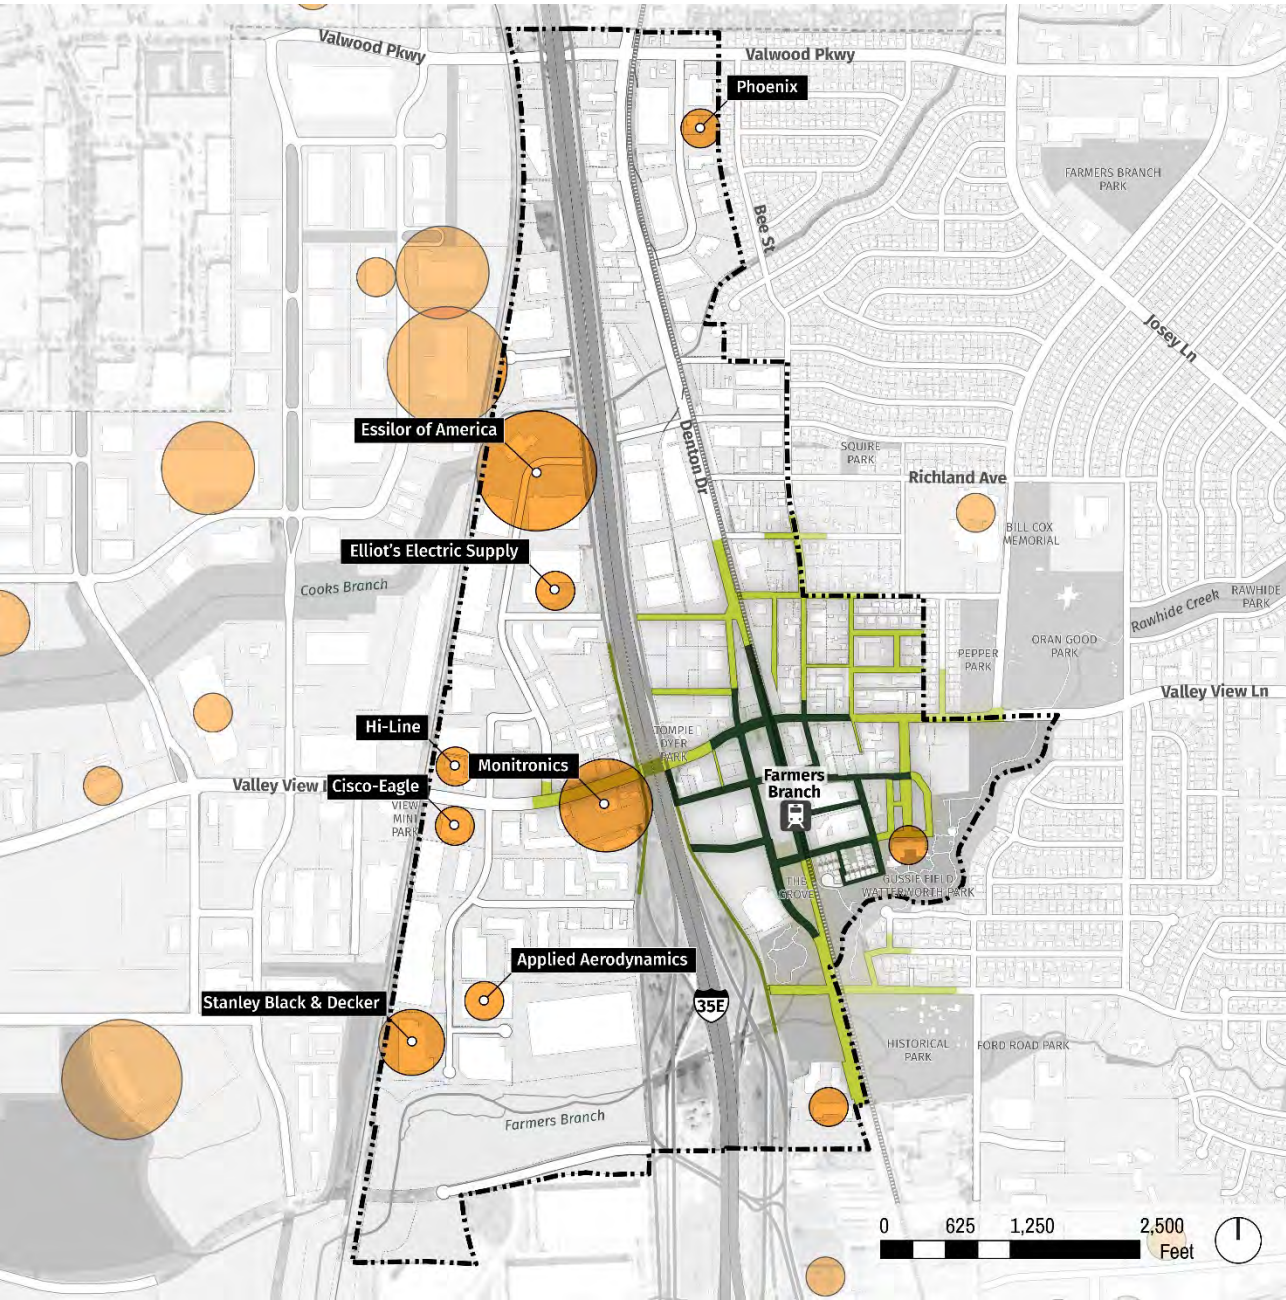 Valwood Pkwy
Valwood Pkwy
Phoenix
FARMERS BRANCH
PARK
Bee St
Josey Ln
Essilor of America
Denton Dr
SQUIRE
PARK
Richland Ave
BILL COX
MEMORIAL
Elliot's Electric Supply
Cooks Branch
Rawhide Creek
RAWHIDE
PARK
ORAN GOOD
PARK
PEPPER
PARK
Valley View Ln
Hi-Line
PARK
Monitronics
Farmers
Branch
Valley View
Cisco-Eagle
VIEW
MINI
PARK
THE
GROVE
GUSSIE FIELD
WATTERWORTH PARK
Applied Aerodynamics
Stanley Black & Decker
35E
HISTORICAL
PARK
FORD ROAD PARK
Farmers Branch
0 625 1,250 2,500
Feet